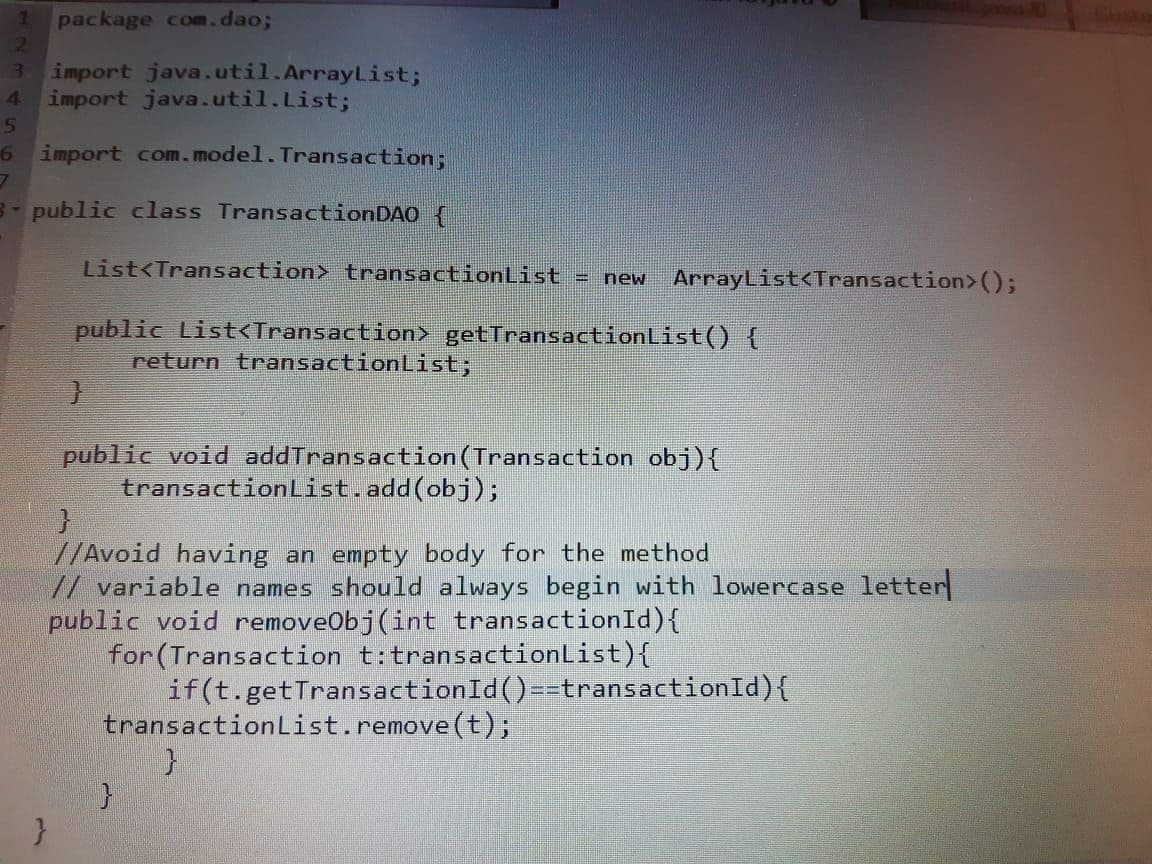 1 package com.dao;
2
3 import java.util.ArrayList;
4 import java.util.List;
5
6 import com.model.Transaction;
7
public class TransactionDAO {
List<Transaction> transactionList = new ArrayList<Transaction>();
public List<Transaction> getTransactionList() {
return transactionList;
}
public void addTransaction(Transaction obj){
transactionList.add(obj);
}
//Avoid having an empty body for the method
// variable names should always begin with lowercase letter
public void removeObj(int transactionId){
for(Transaction t:transactionList){
if(t.getTransactionId()==transactionId){
transactionList.remove(t);
}
}
}